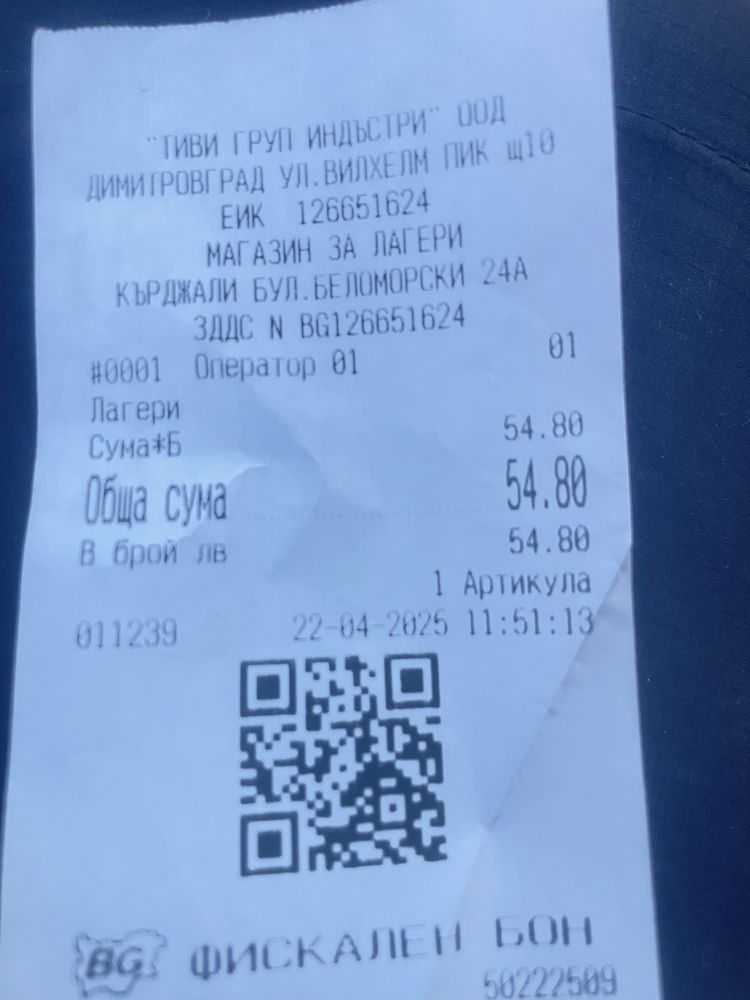 "ТИВИ ГРУП ИНДЪСТРИ" ООД
ДИМИТРОВГРАД УЛ.ВИЛХЕЛМ ПИК щ10
ЕИК 126651624
МАГАЗИН ЗА ЛАГЕРИ
КЪРДЖАЛИ БУЛ.БЕЛОМОРСКИ 24А
ЗДДС N BG126651624
#0001 Оператор 01 01
Лагери
Сума*Б 54.80
Обща сума 54.80
В брой лв 54.80
1 Артикула
011239 22-04-2025 11:51:13
BG ФИСКАЛЕН БОН
50222509